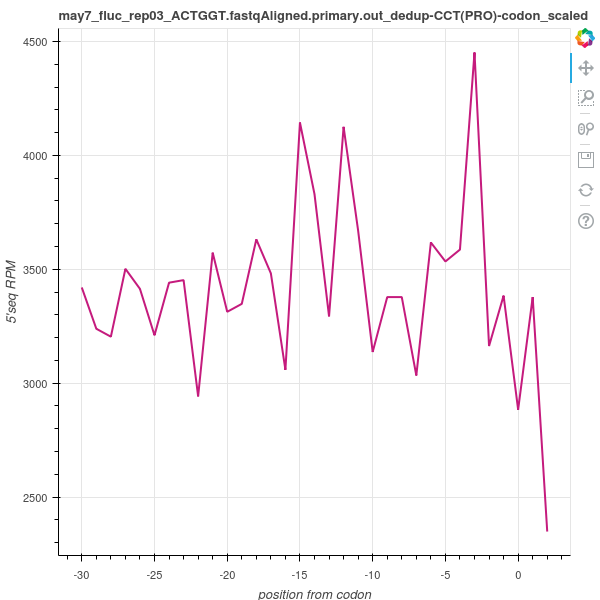 may7_fluc_rep03_ACTGGT.fastqAligned.primary.out_dedup-CCT(PRO)-codon_scaled
4500
4000
3500
3000
2500
5'seq RPM
-30 -25 -20 -15 -10 -5 0
position from codon